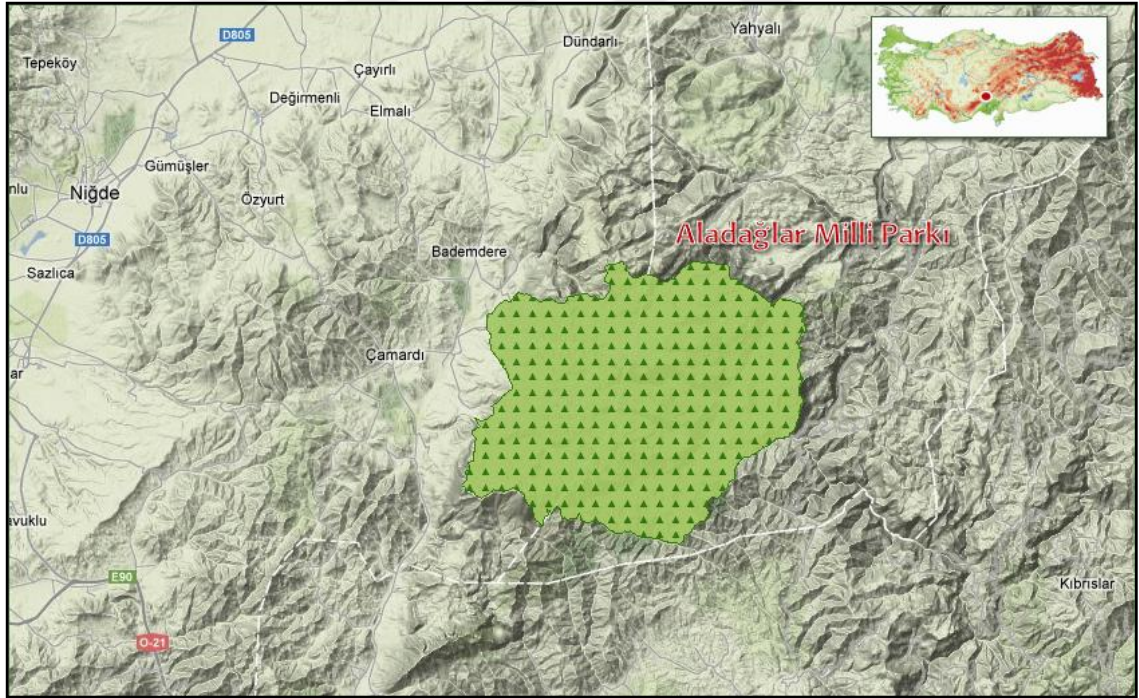 D805
Yahyalı
Dündarlı
Tepeköy
Çayırlı
Değirmenli
Elmalı
Gümüşler
nlu
Niğde
Özyurt
Aladağlar Milli Parkı
D805
Bademdere
Sazlıca
Çamardı
ar
avuklu
E90
Kıbrıslar
O-21